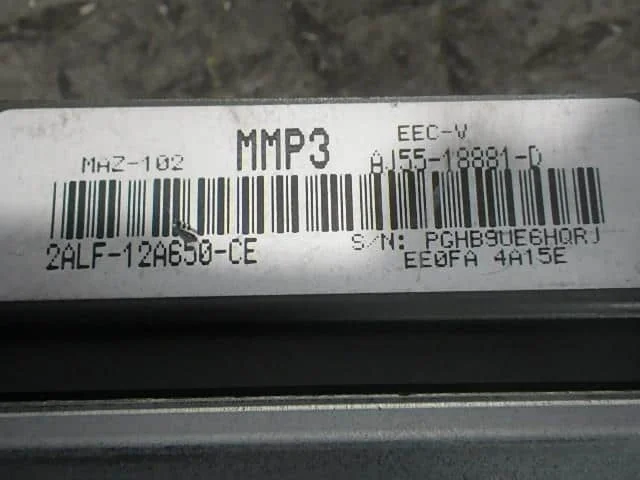 MAZ-102 MMP3 EEC-V
AJ55-18881-D
2ALF-12A650-CE S/N: PGHB9UE6HQRJ
EE0FA 4A15E